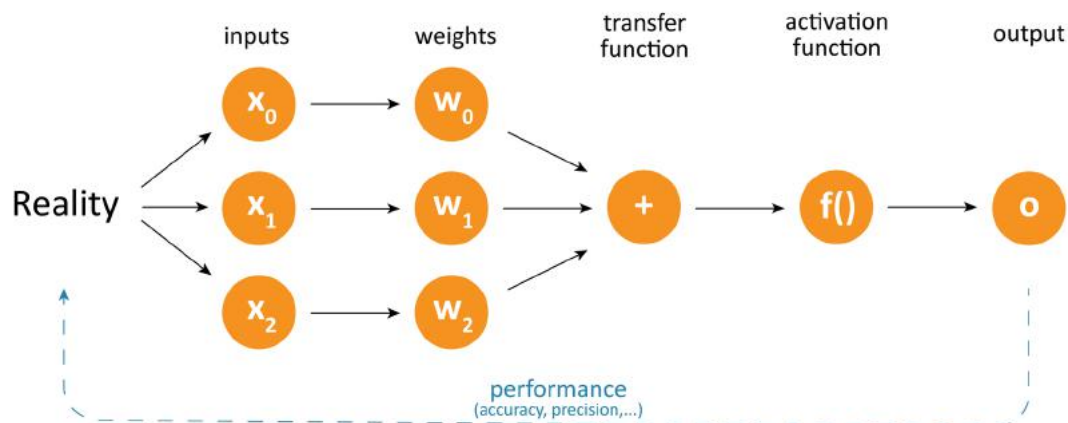 inputs
weights
transfer
function
activation
function
output
x₀
w₀
Reality
x₁
w₁
+
f()
o
x₂
w₂
performance
(accuracy, precision,...)